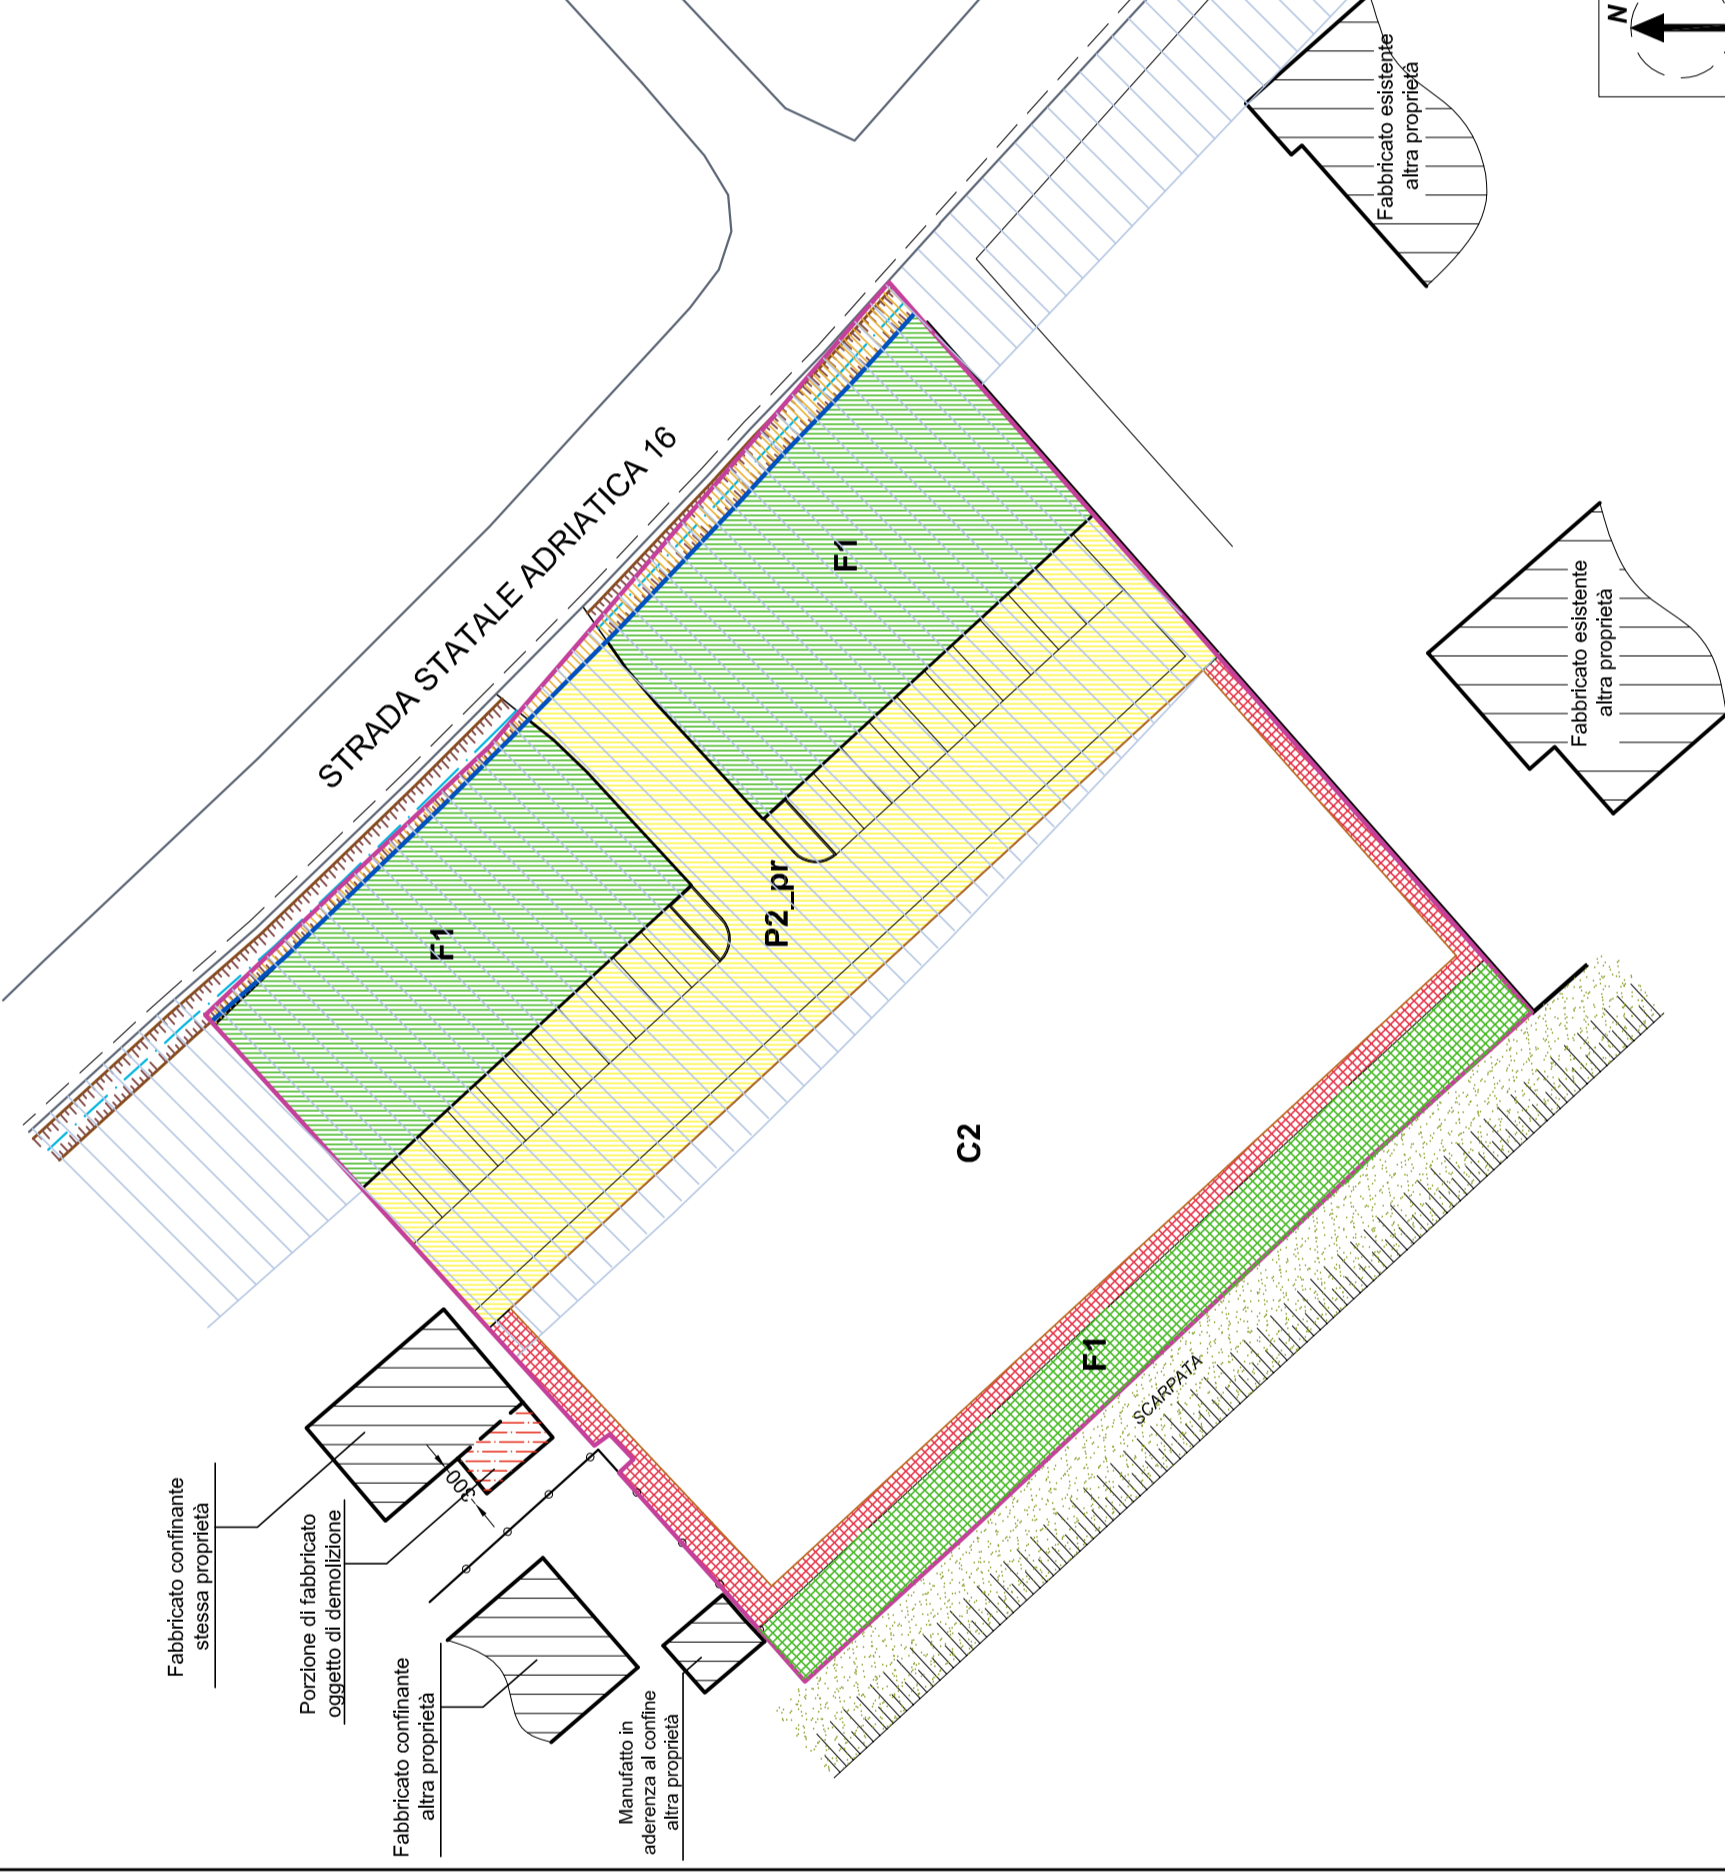 N
Fabbricato esistente
altra proprietà
STRADA STATALE ADRIATICA 16
F1
Fabbricato esistente
altra proprietà
F1
P2_pr
C2
F1
SCARPATA
Fabbricato confinante
stessa proprietà
300
Porzione di fabbricato
oggetto di demolizione
Fabbricato confinante
altra proprietà
Manufatto in
aderenza al confine
altra proprietà